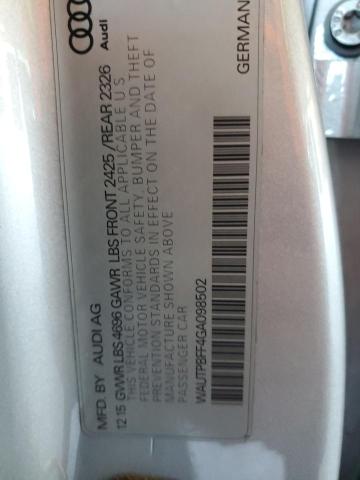 Audi
MFD. BY AUDI AG
12.15 GVWR LBS 4696 GAWR LBS FRONT 2425/REAR 2326
THIS VEHICLE CONFORMS TO ALL APPLICABLE U S
FEDERAL MOTOR VEHICLE SAFETY, BUMPER AND THEFT
PREVENTION STANDARDS IN EFFECT ON THE DATE OF
MANUFACTURE SHOWN ABOVE
PASSENGER CAR
WAUTPBFF4GA098502
GERMAN